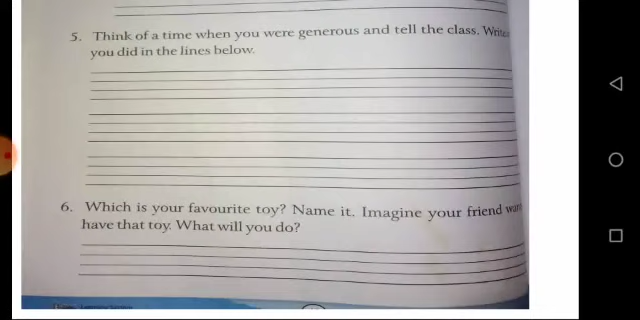 5. Think of a time when you were generous and tell the class. Write
you did in the lines below.
6. Which is your favourite toy? Name it. Imagine your friend
have that toy. What will you do?